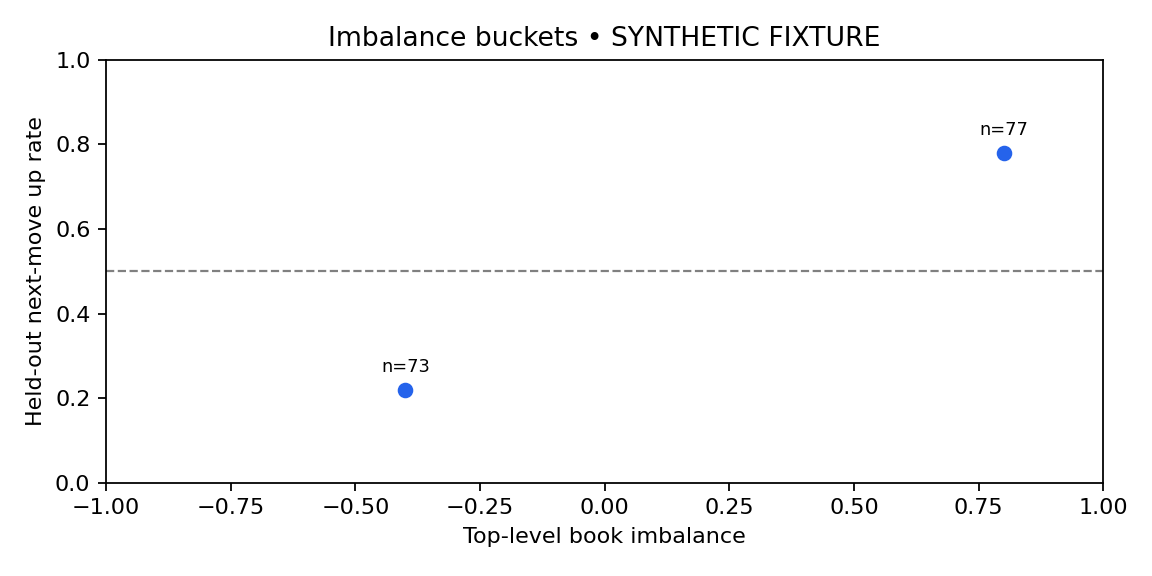 Imbalance buckets • SYNTHETIC FIXTURE
Held-out next-move up rate
1.0
0.8
0.6
0.4
0.2
0.0
n=77
n=73
−1.00 −0.75 −0.50 −0.25 0.00 0.25 0.50 0.75 1.00
Top-level book imbalance